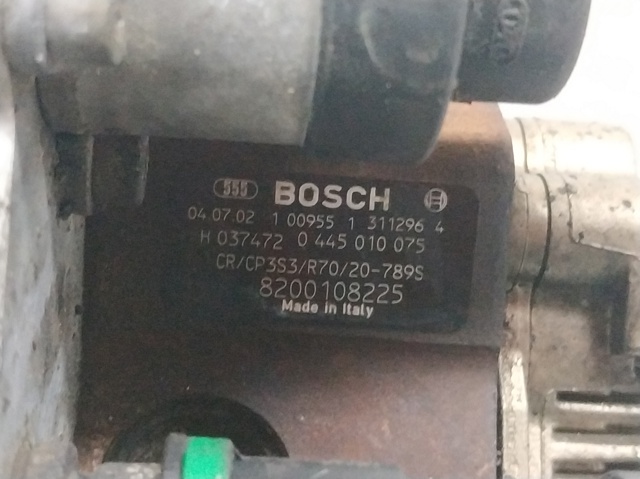 555 BOSCH
04.07.02 1 00955 1 311296 4
H 037472 0 445 010 075
CR/CP3S3/R70/20-789S
8200108225
Made in Italy